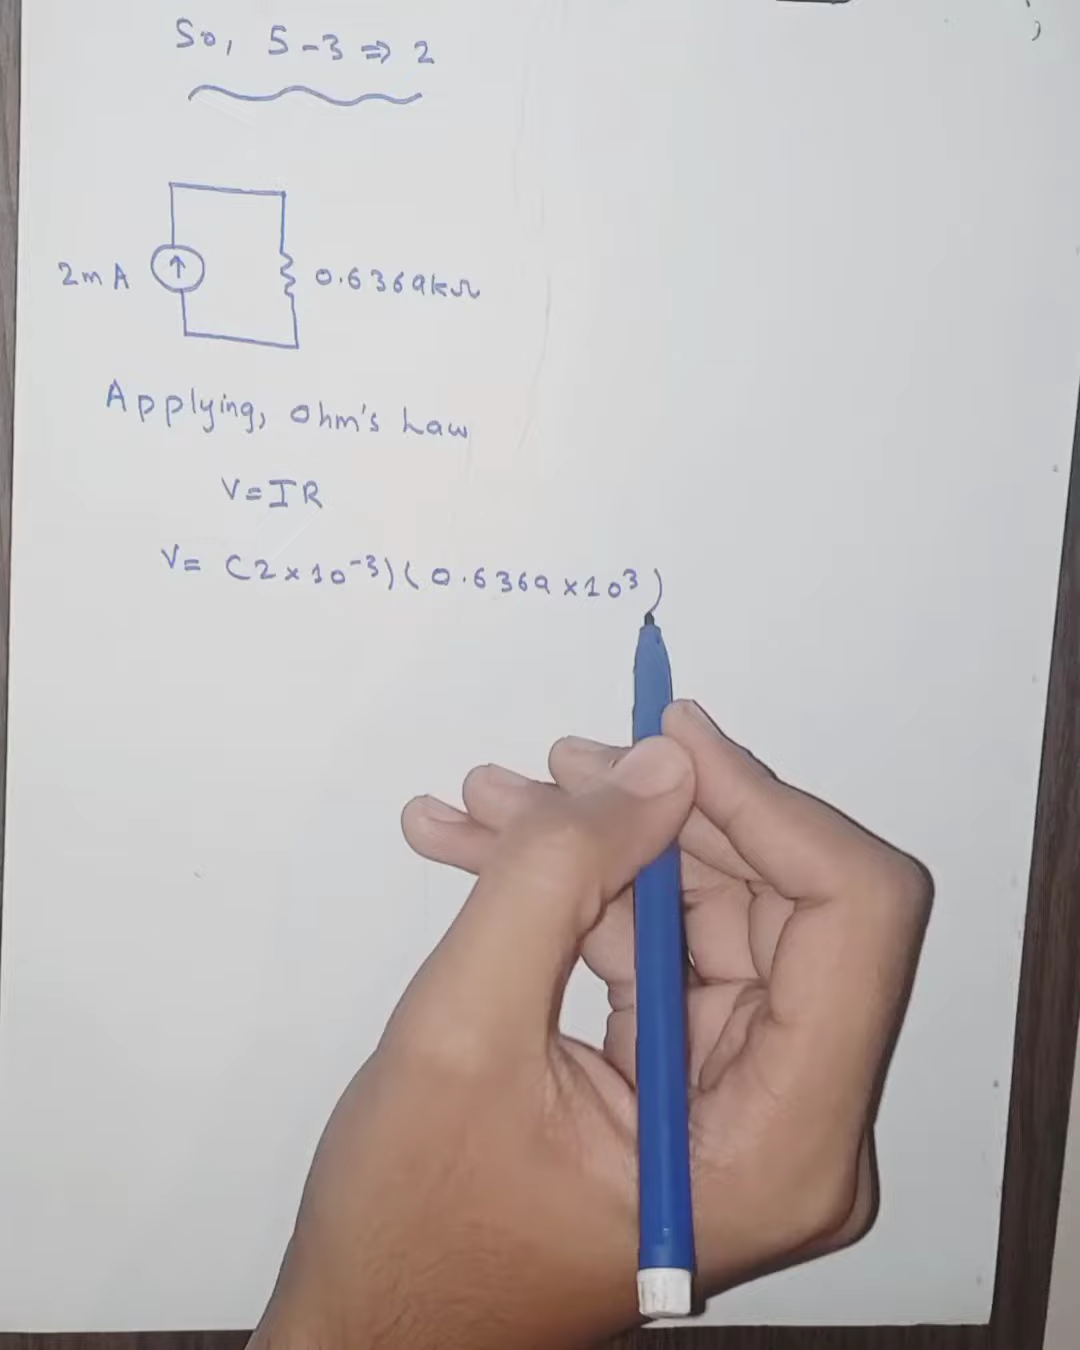 So, 5-3 ⇒ 2
2mA
0.6369kΩ
Applying, Ohm's Law
V=IR
V= (2×10⁻³)(0.6369×10³)